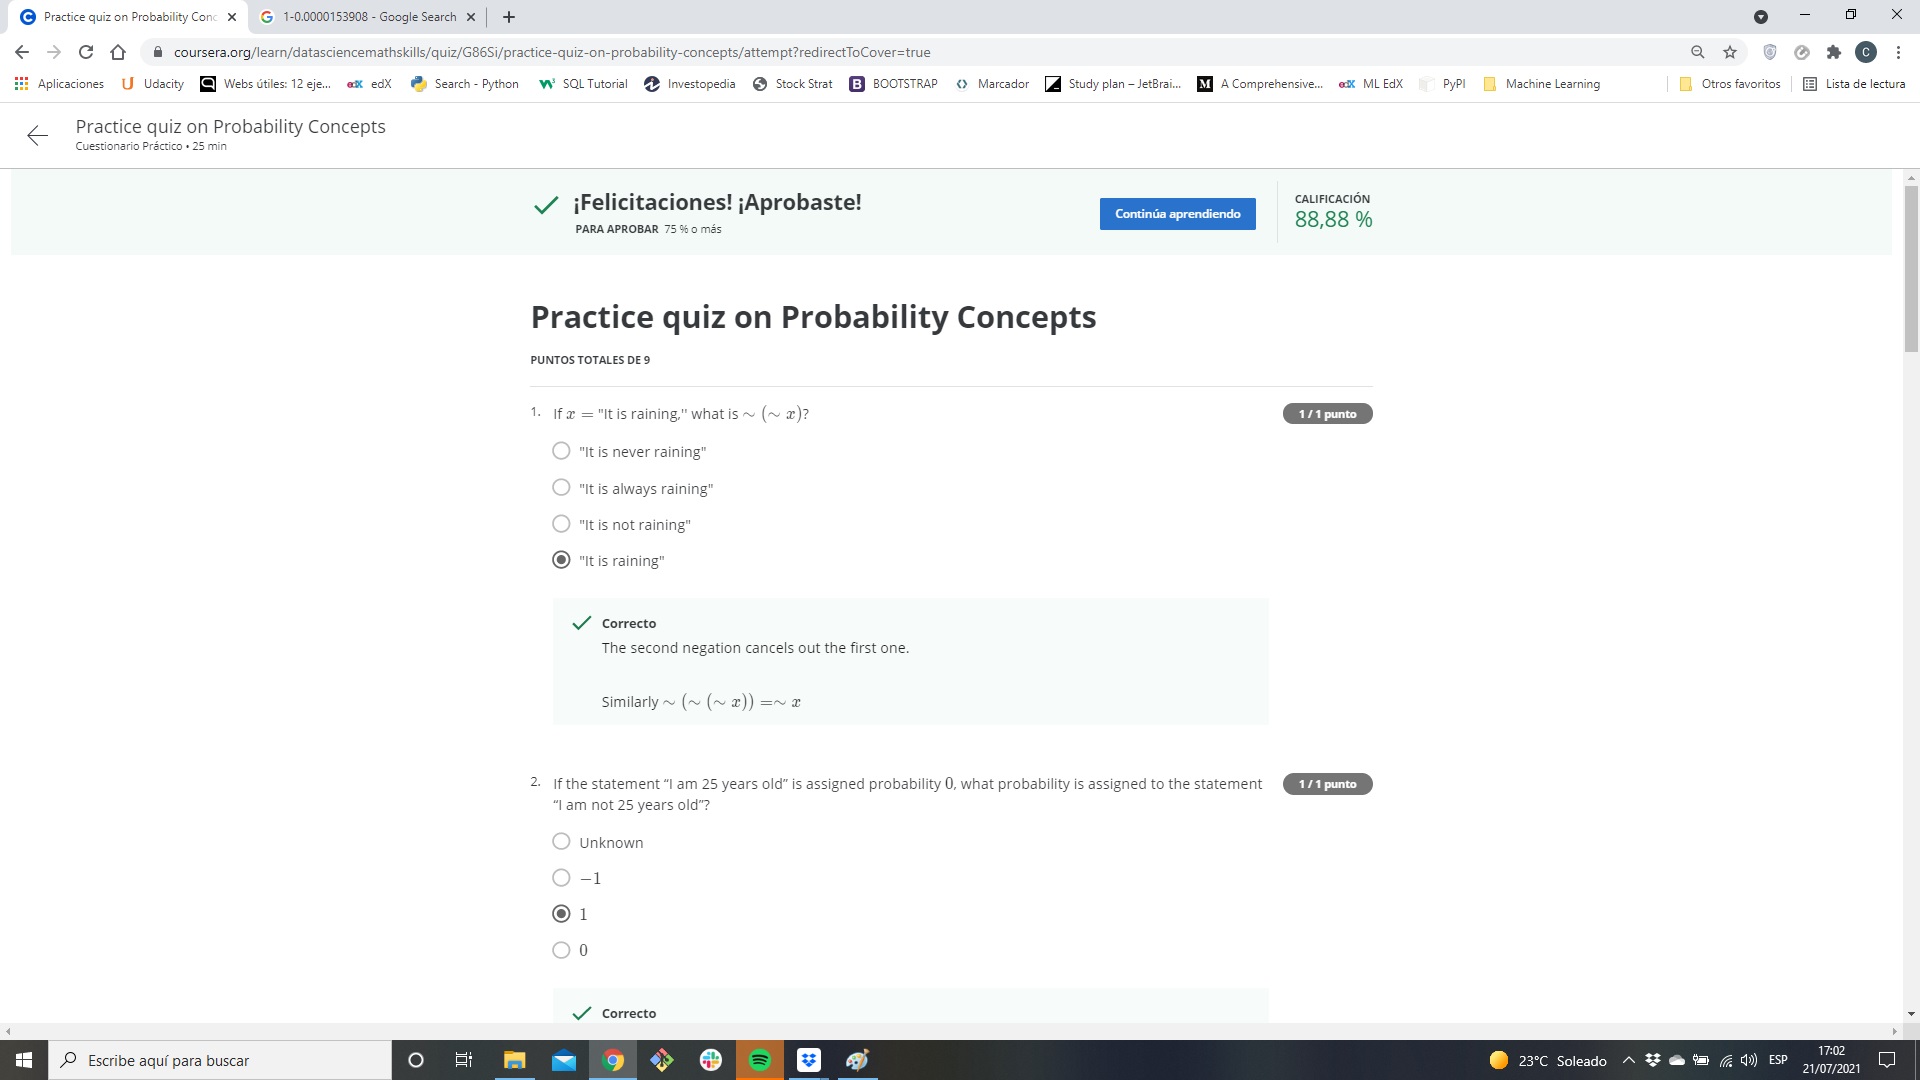 Practice quiz on Probability Conc
1-0.0000153908 - Google Search
coursera.org/learn/datasciencemathskills/quiz/G86Si/practice-quiz-on-probability-concepts/attempt?redirectToCover=true
C
Aplicaciones
Udacity
Webs útiles: 12 eje...
edX
Search - Python
SQL Tutorial
Investopedia
Stock Strat
BOOTSTRAP
Marcador
Study plan – JetBrai...
A Comprehensive...
ML EdX
PyPI
Machine Learning
Otros favoritos
Lista de lectura
Practice quiz on Probability Concepts
Cuestionario Práctico • 25 min
¡Felicitaciones! ¡Aprobaste!
PARA APROBAR 75 % o más
Continúa aprendiendo
CALIFICACIÓN
88,88 %
Practice quiz on Probability Concepts
PUNTOS TOTALES DE 9
1. If x = "It is raining," what is ∼ (∼ x)?
1 / 1 punto
"It is never raining"
"It is always raining"
"It is not raining"
"It is raining"
Correcto
The second negation cancels out the first one.
Similarly ∼ (∼ (∼ x)) =∼ x
2. If the statement “I am 25 years old” is assigned probability 0, what probability is assigned to the statement
“I am not 25 years old”?
1 / 1 punto
Unknown
−1
1
0
Correcto
Escribe aquí para buscar
23°C Soleado
ESP
17:02
21/07/2021